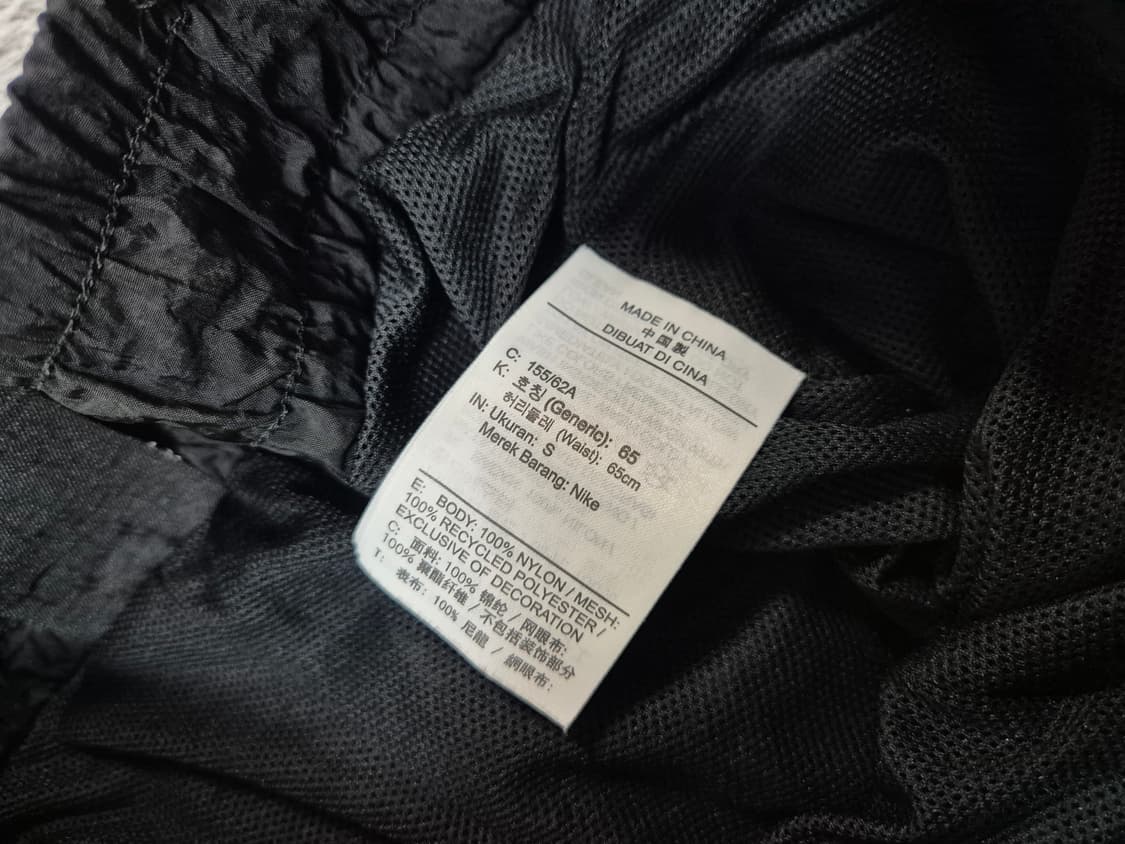 MADE IN CHINA
中国製
DIBUAT DI CINA
C: 155/62A
K: 호칭 (Generic): 65
허리둘레 (Waist): 65cm
IN: Ukuran: S
Merek Barang: Nike
E: BODY: 100% NYLON / MESH:
100% RECYCLED POLYESTER /
EXCLUSIVE OF DECORATION
C: 面料: 100% 锦纶 / 网眼布:
100% 聚酯纤维 / 不包括装饰部分
T: 表布: 100% 尼龍 / 網眼布: